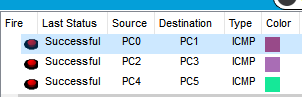 Fire Last Status Source Destination Type Color
Successful PC0 PC1 ICMP
Successful PC2 PC3 ICMP
Successful PC4 PC5 ICMP